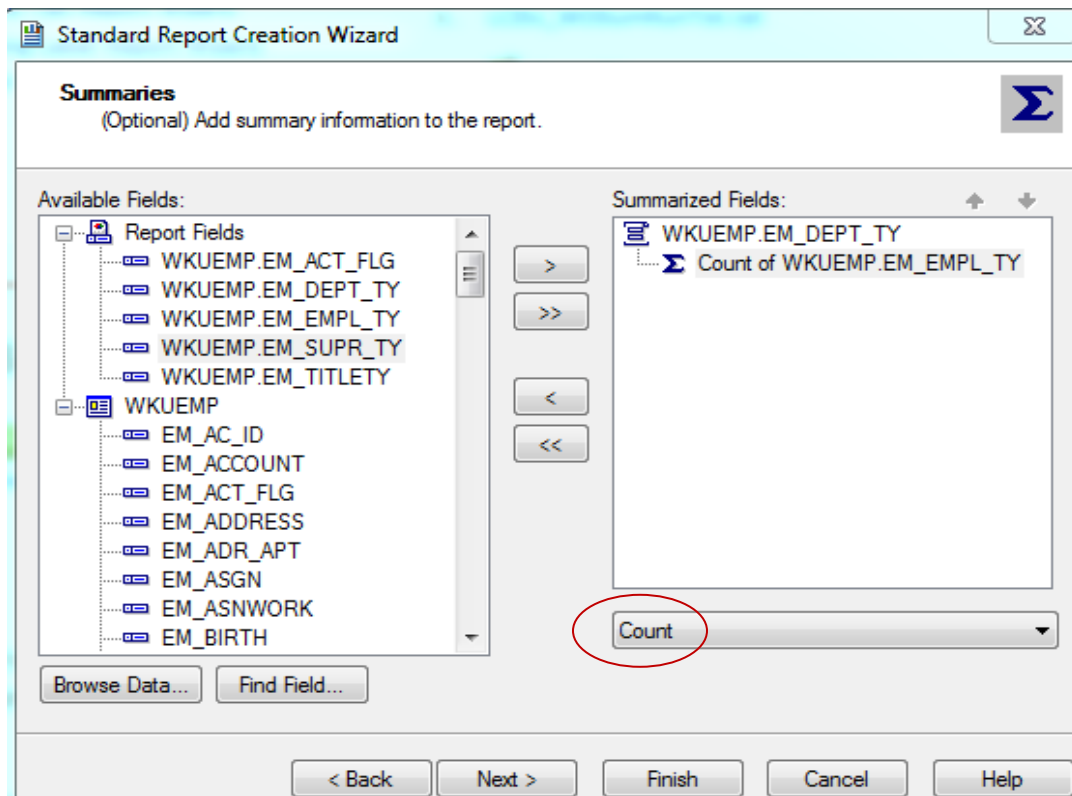 Standard Report Creation Wizard
Summaries
(Optional) Add summary information to the report.
Available Fields:
Report Fields
WKUEMP.EM_ACT_FLG
WKUEMP.EM_DEPT_TY
WKUEMP.EM_EMPL_TY
WKUEMP.EM_SUPR_TY
WKUEMP.EM_TITLETY
WKUEMP
EM_AC_ID
EM_ACCOUNT
EM_ACT_FLG
EM_ADDRESS
EM_ADR_APT
EM_ASGN
EM_ASNWORK
EM_BIRTH
Browse Data...
Find Field...
>
>>
<
<<
Summarized Fields:
WKUEMP.EM_DEPT_TY
Σ Count of WKUEMP.EM_EMPL_TY
Count
< Back
Next >
Finish
Cancel
Help